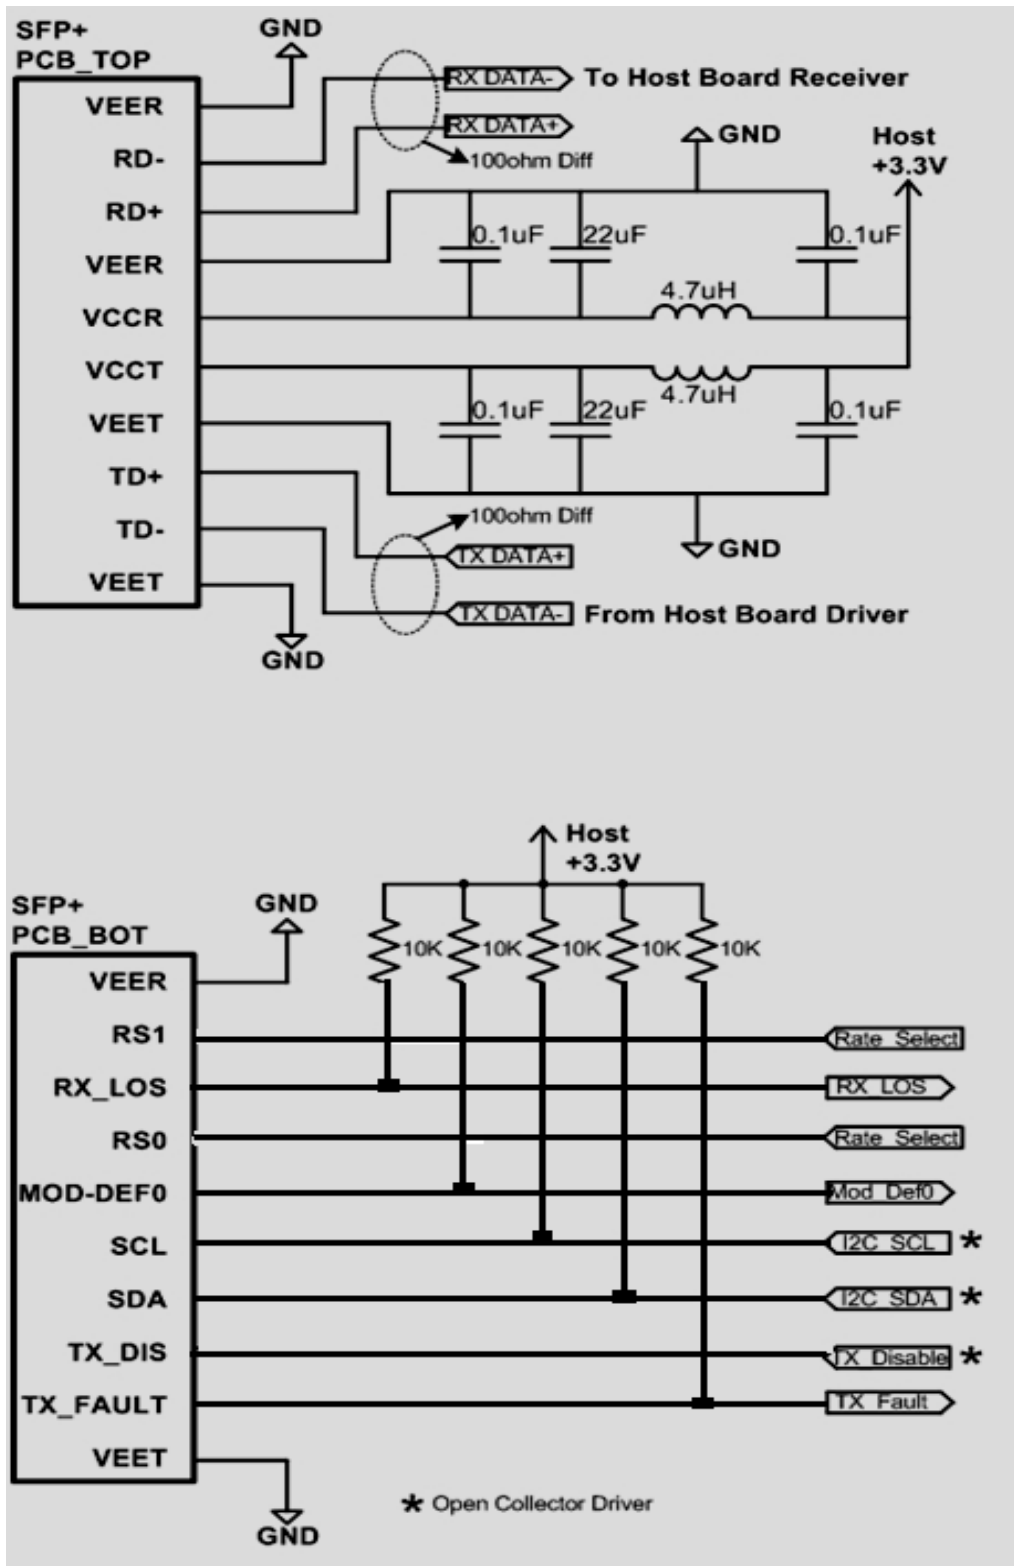 SFP+
PCB_TOP
GND
VEER
RX DATA-
To Host Board Receiver
RD-
RX DATA+
100ohm Diff
GND
Host
+3.3V
RD+
VEER
0.1uF
22uF
0.1uF
4.7uH
VCCR
VCCT
4.7uH
VEET
0.1uF
22uF
0.1uF
TD+
100ohm Diff
TD-
TX DATA+
GND
VEET
TX DATA-
From Host Board Driver
GND
Host
+3.3V
SFP+
PCB_BOT
GND
10K
10K
10K
10K
10K
VEER
RS1
Rate Select
RX_LOS
RX LOS
RS0
Rate Select
MOD-DEF0
Mod Def0
SCL
I2C SCL *
SDA
I2C SDA *
TX_DIS
TX Disable *
TX_FAULT
TX Fault
VEET
* Open Collector Driver
GND